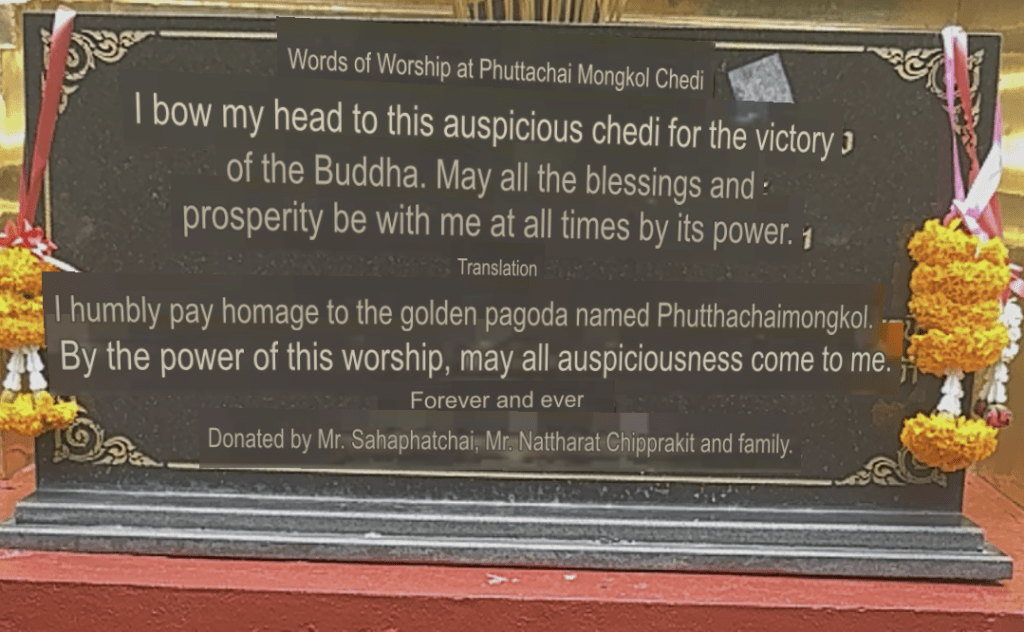 Words of Worship at Phuttachai Mongkol Chedi
I bow my head to this auspicious chedi for the victory
of the Buddha. May all the blessings and
prosperity be with me at all times by its power.
Translation
I humbly pay homage to the golden pagoda named Phutthachaimongkol.
By the power of this worship, may all auspiciousness come to me.
Forever and ever
Donated by Mr. Sahaphatchai, Mr. Nattharat Chipprakit and family.